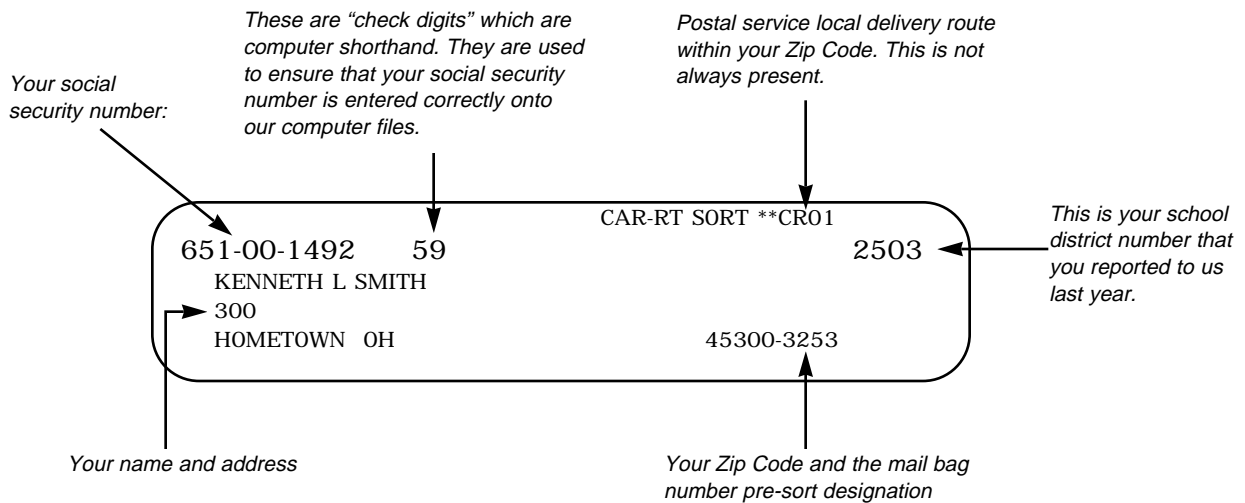 These are “check digits” which are
computer shorthand. They are used
to ensure that your social security
number is entered correctly onto
our computer files.
Postal service local delivery route
within your Zip Code. This is not
always present.
Your social
security number:
CAR-RT SORT **CR01
651-00-1492 59 2503
KENNETH L SMITH
300
HOMETOWN OH 45300-3253
This is your school
district number that
you reported to us
last year.
Your name and address
Your Zip Code and the mail bag
number pre-sort designation